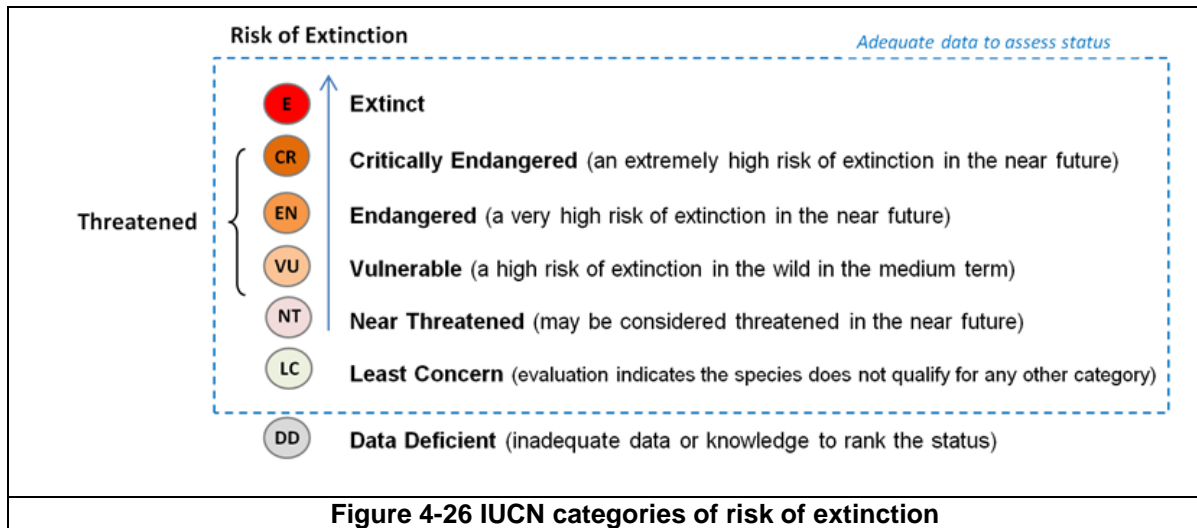 Risk of Extinction
Adequate data to assess status
E Extinct
CR Critically Endangered (an extremely high risk of extinction in the near future)
Threatened
EN Endangered (a very high risk of extinction in the near future)
VU Vulnerable (a high risk of extinction in the wild in the medium term)
NT Near Threatened (may be considered threatened in the near future)
LC Least Concern (evaluation indicates the species does not qualify for any other category)
DD Data Deficient (inadequate data or knowledge to rank the status)
Figure 4-26 IUCN categories of risk of extinction